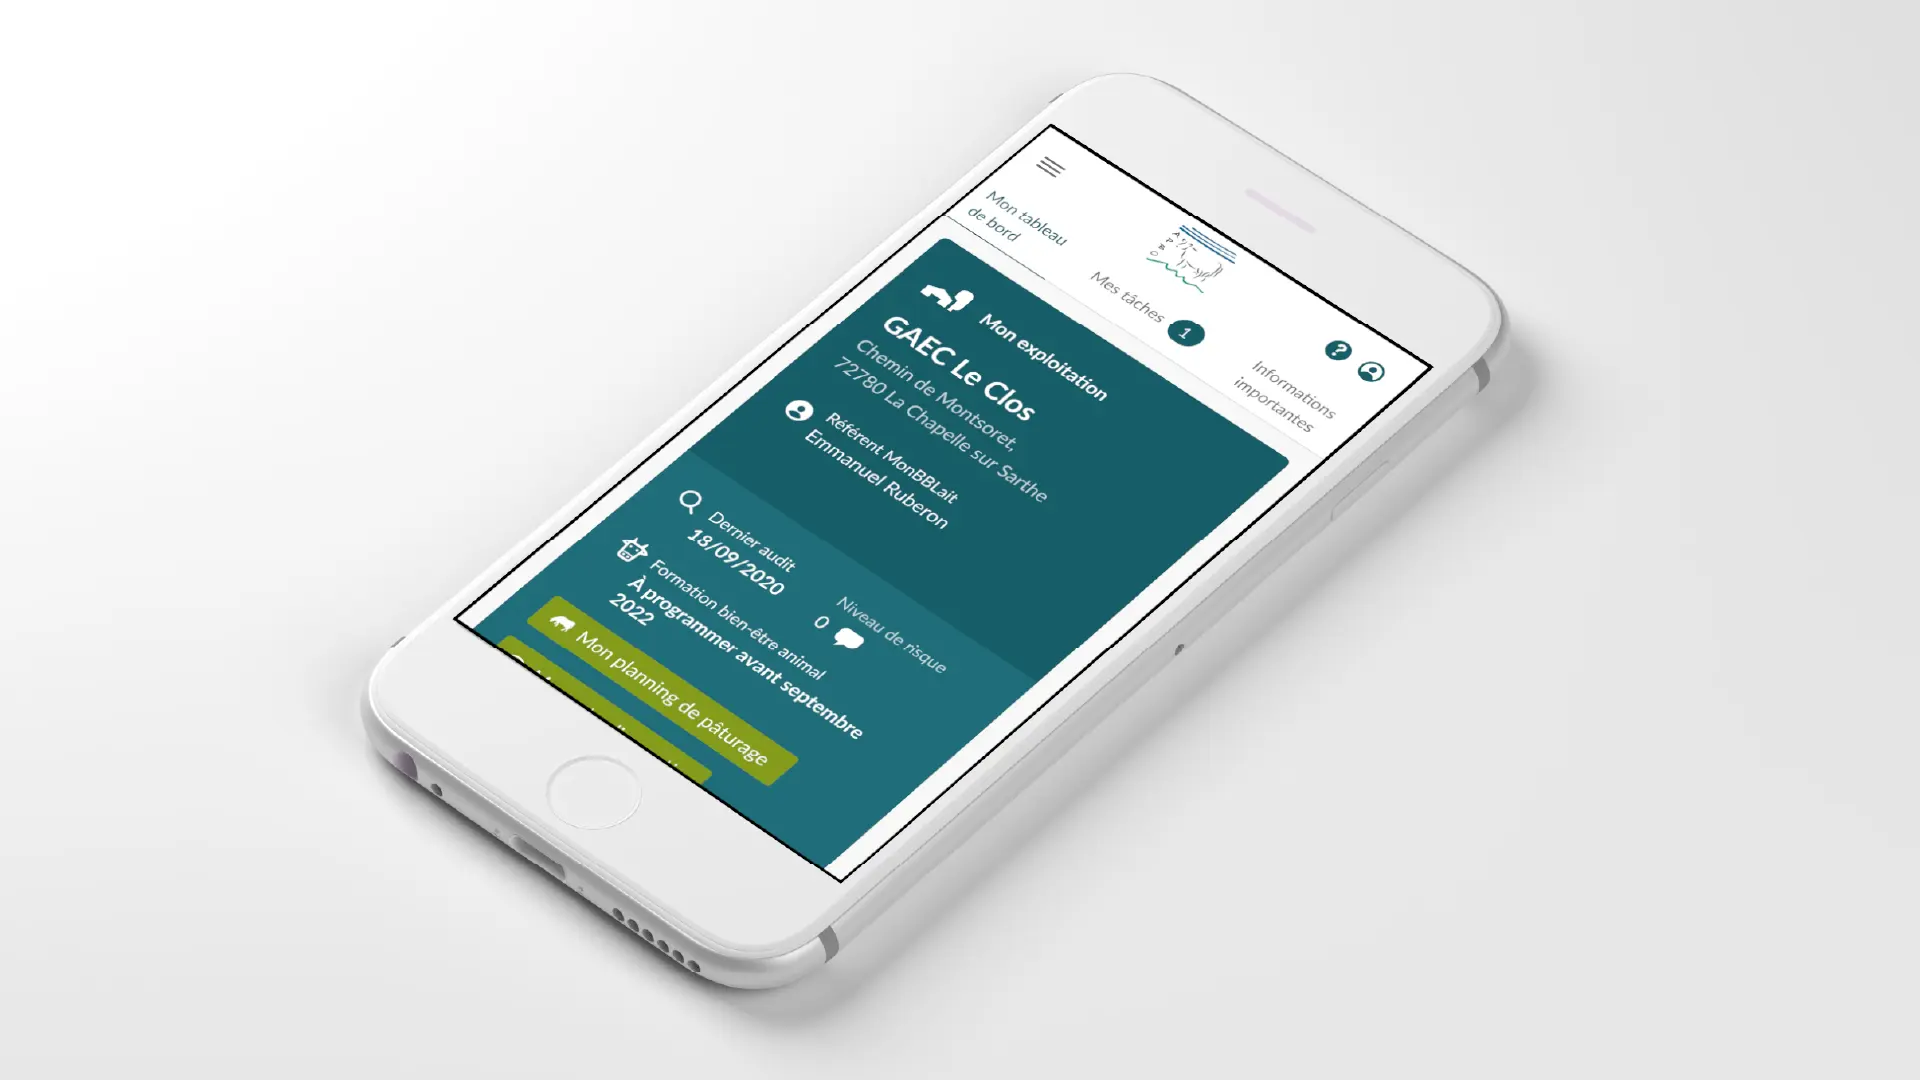 Mon tableau
de bord
Mes tâches
1
Informations
importantes
?
A
P
B
O
Mon exploitation
GAEC Le Clos
Chemin de Montsoret,
72780 La Chapelle sur Sarthe
Référent MonBBLait
Emmanuel Ruberon
Dernier audit
18/09/2020
Niveau de risque
0
Formation bien-être animal
À programmer avant septembre
2022
Mon planning de pâturage